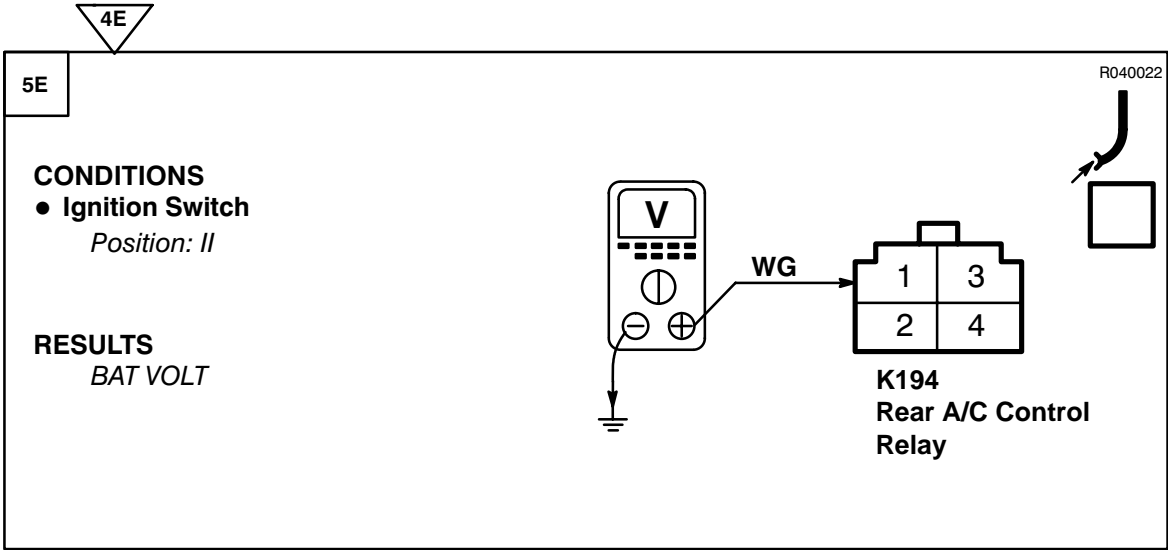 4E
5E
R040022
CONDITIONS
● Ignition Switch
Position: II
V
WG
1 3
2 4
RESULTS
BAT VOLT
K194
Rear A/C Control
Relay